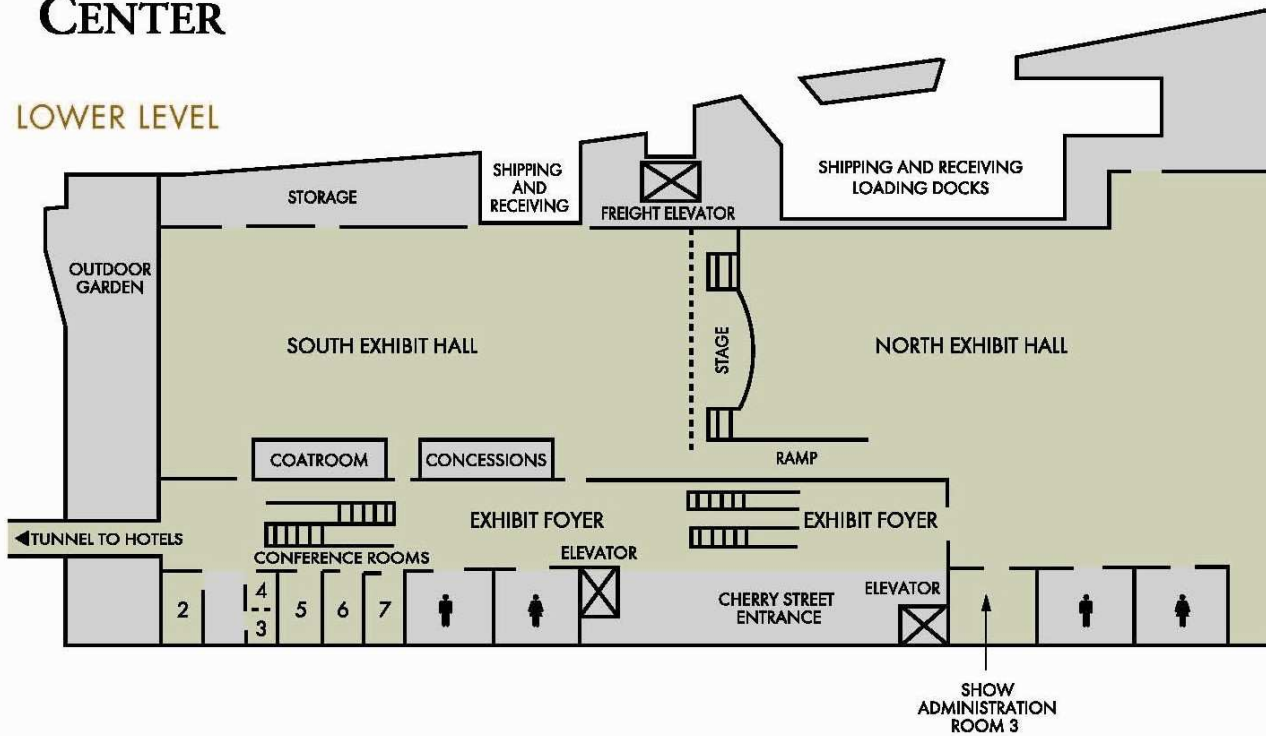 CENTER
LOWER LEVEL
STORAGE
SHIPPING
AND
RECEIVING
FREIGHT ELEVATOR
SHIPPING AND RECEIVING
LOADING DOCKS
OUTDOOR
GARDEN
SOUTH EXHIBIT HALL
STAGE
NORTH EXHIBIT HALL
COATROOM
CONCESSIONS
RAMP
TUNNEL TO HOTELS
EXHIBIT FOYER
EXHIBIT FOYER
CONFERENCE ROOMS
ELEVATOR
2
4
3
5
6
7
CHERRY STREET
ENTRANCE
ELEVATOR
SHOW
ADMINISTRATION
ROOM 3